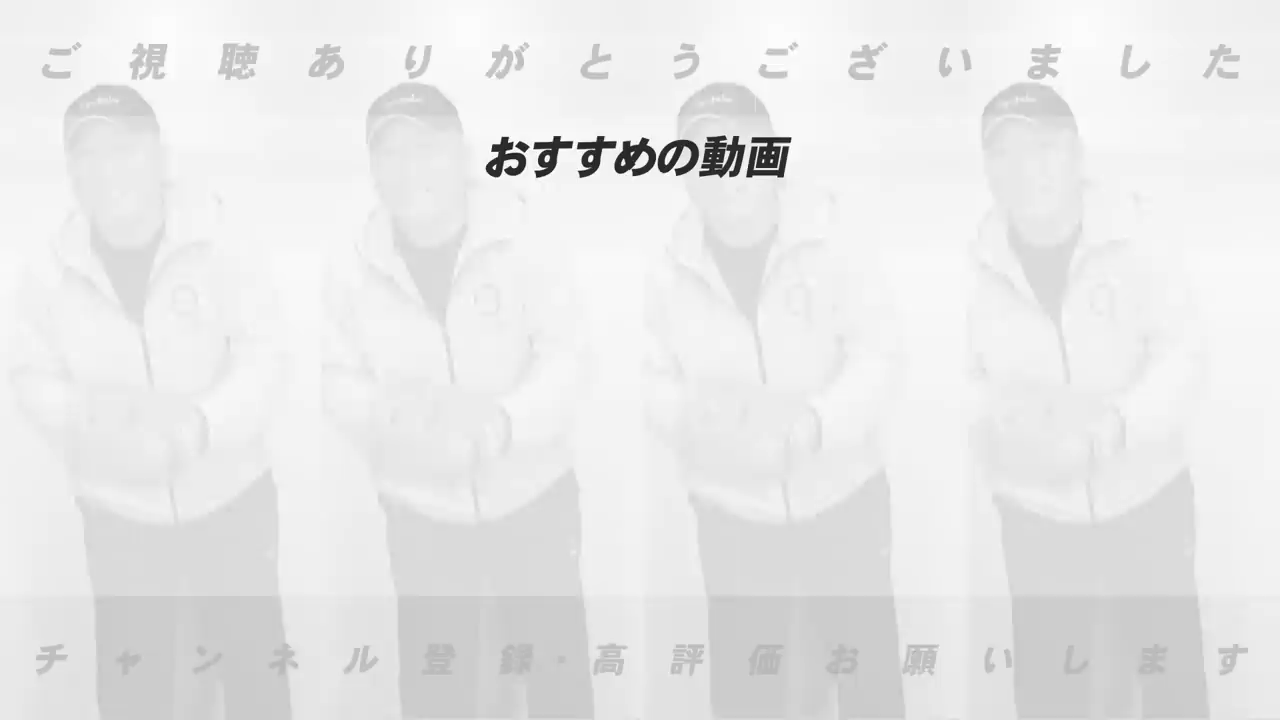 ご視聴ありがとうございました
おすすめの動画
チャンネル登録・高評価お願いします